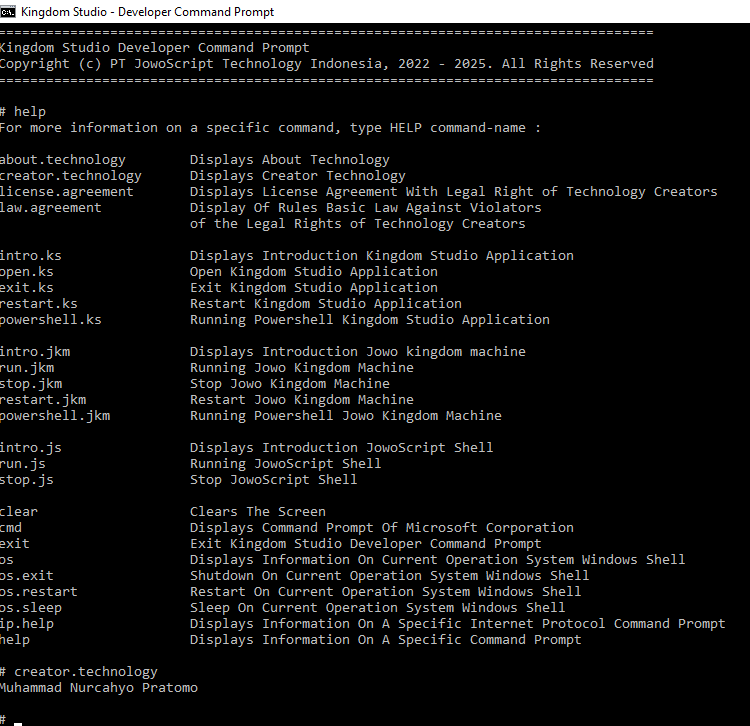 Kingdom Studio - Developer Command Prompt
==================================================================================
Kingdom Studio Developer Command Prompt
Copyright (c) PT JowoScript Technology Indonesia, 2022 - 2025. All Rights Reserved
==================================================================================
# help
For more information on a specific command, type HELP command-name :
about.technology Displays About Technology
creator.technology Displays Creator Technology
license.agreement Displays License Agreement With Legal Right of Technology Creators
law.agreement Display Of Rules Basic Law Against Violators
of the Legal Rights of Technology Creators
intro.ks Displays Introduction Kingdom Studio Application
open.ks Open Kingdom Studio Application
exit.ks Exit Kingdom Studio Application
restart.ks Restart Kingdom Studio Application
powershell.ks Running Powershell Kingdom Studio Application
intro.jkm Displays Introduction Jowo kingdom machine
run.jkm Running Jowo Kingdom Machine
stop.jkm Stop Jowo Kingdom Machine
restart.jkm Restart Jowo Kingdom Machine
powershell.jkm Running Powershell Jowo Kingdom Machine
intro.js Displays Introduction JowoScript Shell
run.js Running JowoScript Shell
stop.js Stop JowoScript Shell
clear Clears The Screen
cmd Displays Command Prompt Of Microsoft Corporation
exit Exit Kingdom Studio Developer Command Prompt
os Displays Information On Current Operation System Windows Shell
os.exit Shutdown On Current Operation System Windows Shell
os.restart Restart On Current Operation System Windows Shell
os.sleep Sleep On Current Operation System Windows Shell
ip.help Displays Information On A Specific Internet Protocol Command Prompt
help Displays Information On A Specific Command Prompt
# creator.technology
Muhammad Nurcahyo Pratomo
#